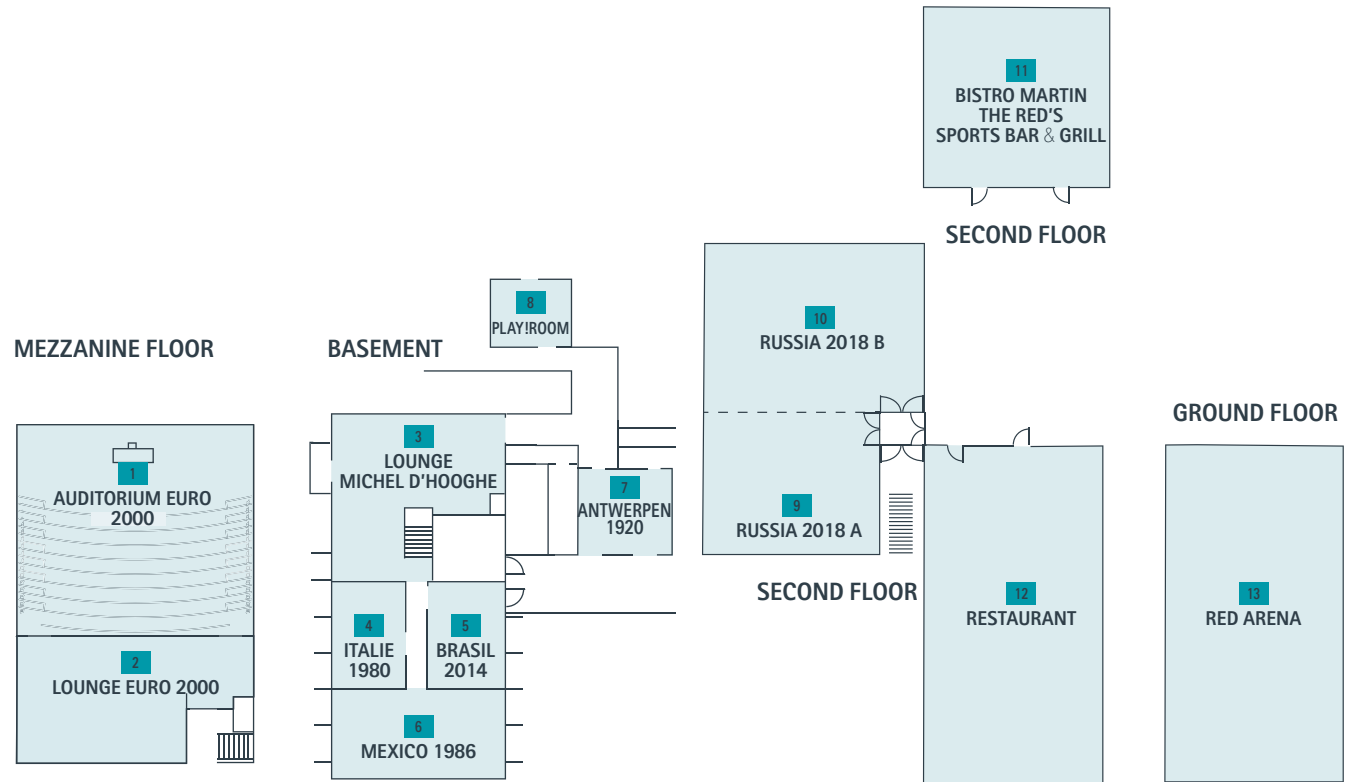 11
BISTRO MARTIN
THE RED'S
SPORTS BAR & GRILL
SECOND FLOOR
MEZZANINE FLOOR
1
AUDITORIUM EURO
2000
2
LOUNGE EURO 2000
BASEMENT
8
PLAY!ROOM
3
LOUNGE
MICHEL D'HOOGHE
7
ANTWERPEN
1920
4
ITALIE
1980
5
BRASIL
2014
6
MEXICO 1986
10
RUSSIA 2018 B
9
RUSSIA 2018 A
SECOND FLOOR
12
RESTAURANT
GROUND FLOOR
13
RED ARENA